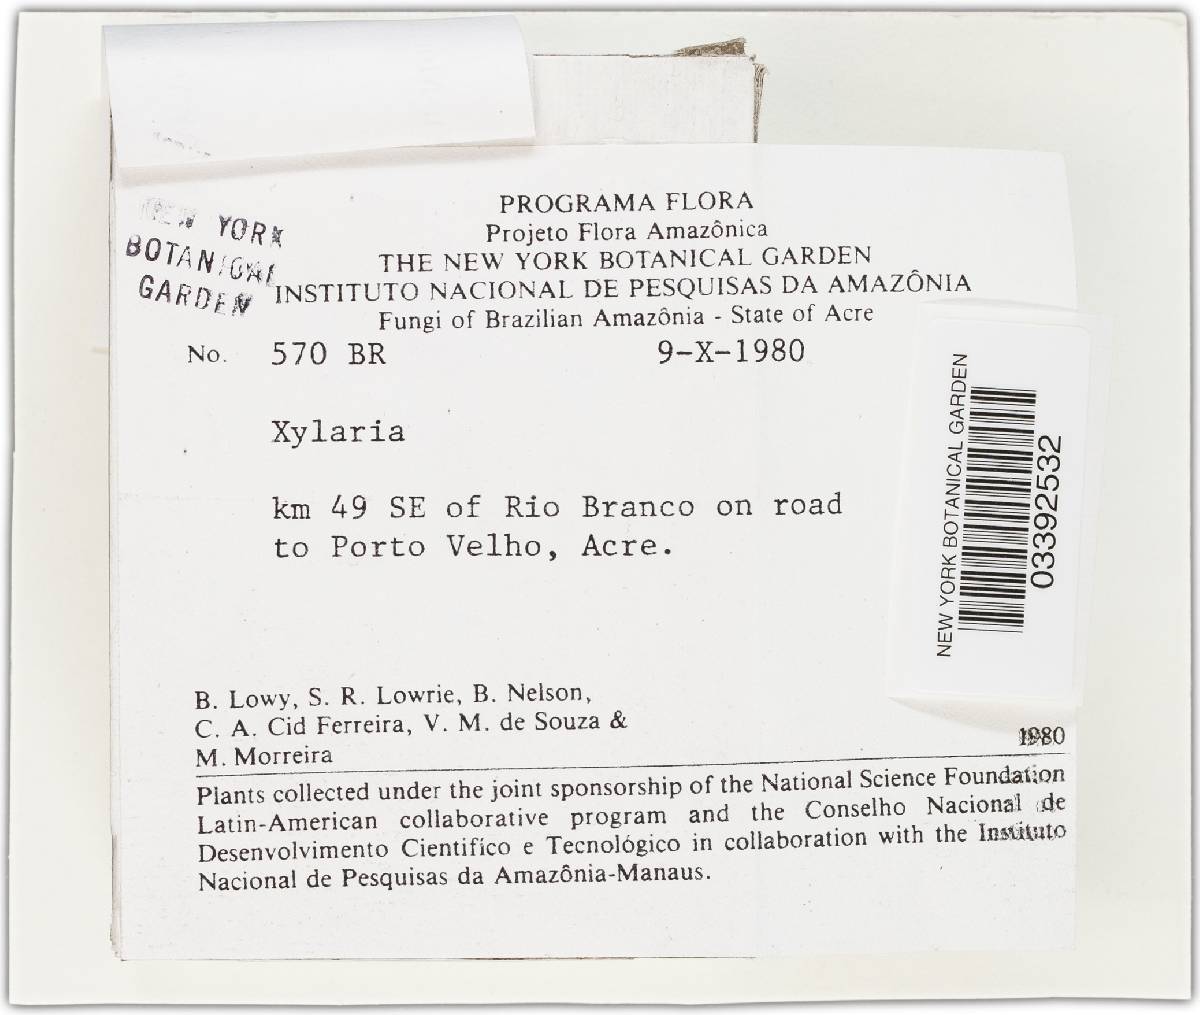 NEW YORK
BOTANICAL
GARDEN
PROGRAMA FLORA
Projeto Flora Amazônica
THE NEW YORK BOTANICAL GARDEN
INSTITUTO NACIONAL DE PESQUISAS DA AMAZÔNIA
Fungi of Brazilian Amazônia - State of Acre
No. 570 BR 9-X-1980
Xylaria
km 49 SE of Rio Branco on road
to Porto Velho, Acre.
NEW YORK BOTANICAL GARDEN
03392532
B. Lowy, S. R. Lowrie, B. Nelson,
C. A. Cid Ferreira, V. M. de Souza &
M. Morreira
1980
Plants collected under the joint sponsorship of the National Science Foundation
Latin-American collaborative program and the Conselho Nacional de
Desenvolvimento Cientifíco e Tecnológico in collaboration with the Instituto
Nacional de Pesquisas da Amazônia-Manaus.